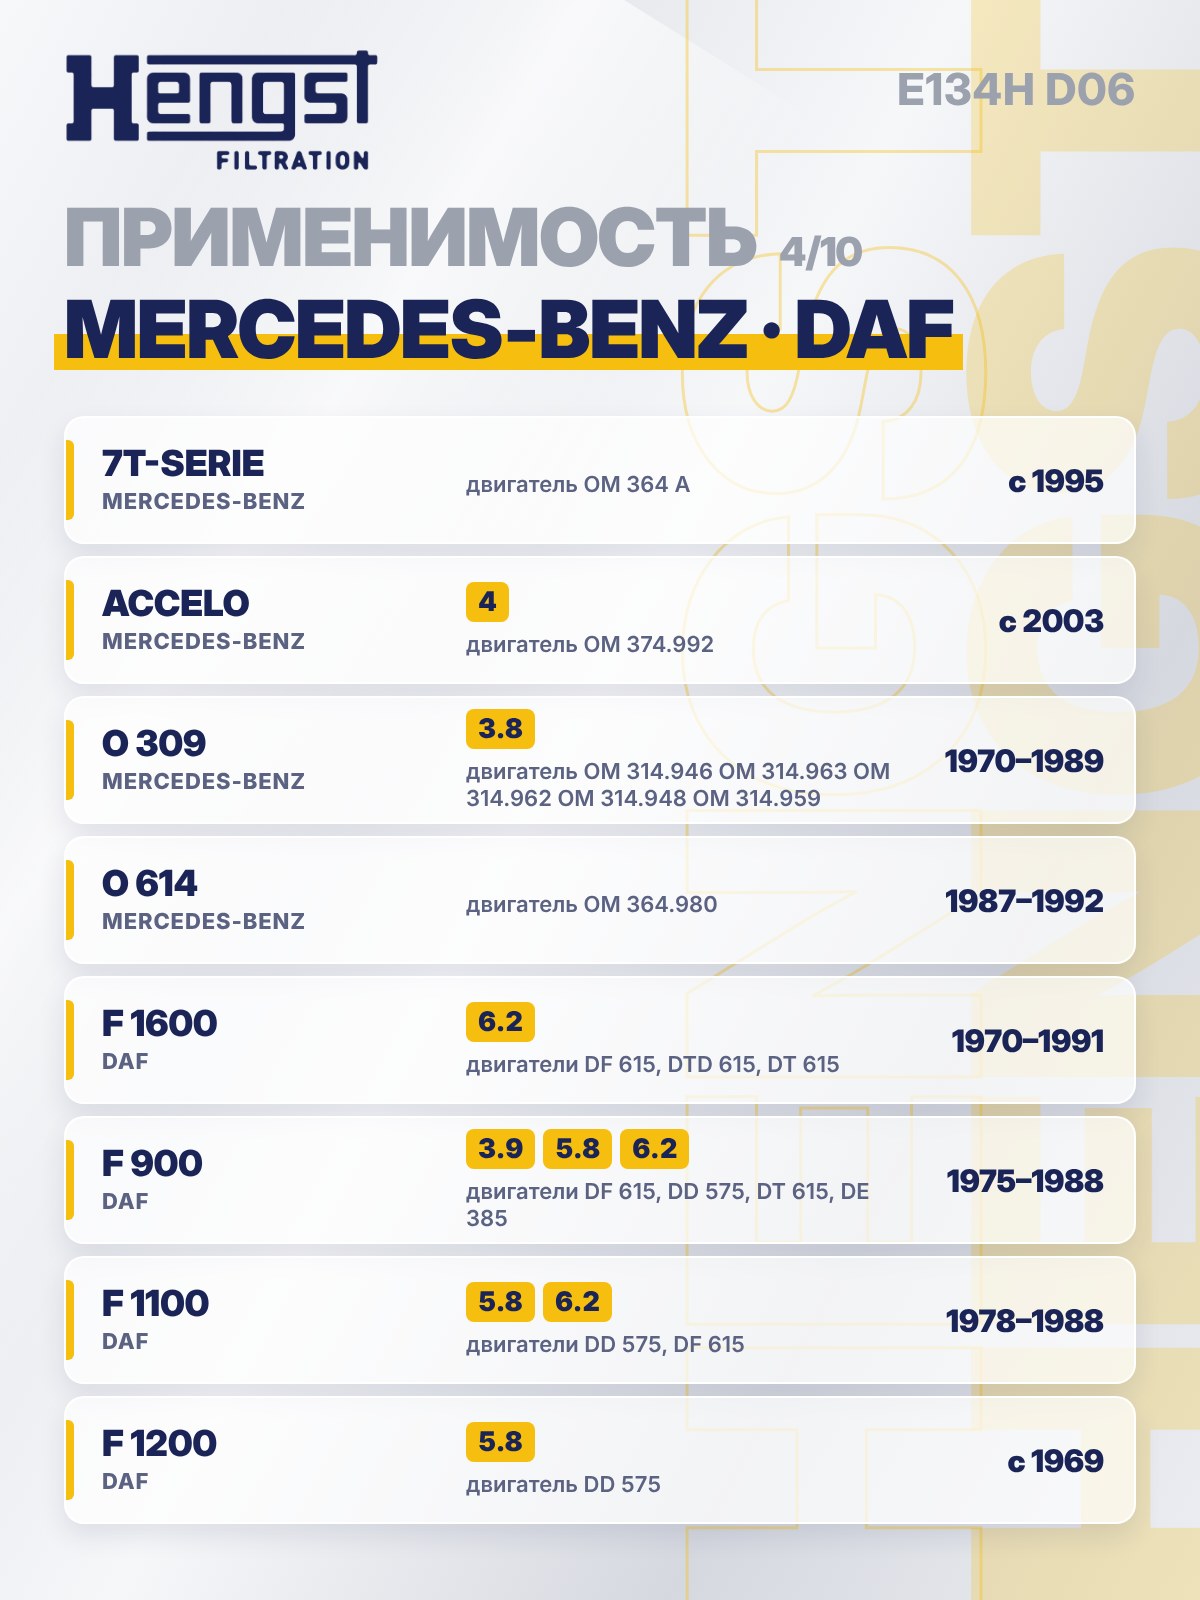 Hengst
FILTRATION
E134H D06
ПРИМЕНИМОСТЬ 4/10
MERCEDES-BENZ · DAF
7T-SERIE
MERCEDES-BENZ
двигатель OM 364 A
с 1995
ACCELO
MERCEDES-BENZ
4
двигатель OM 374.992
с 2003
O 309
MERCEDES-BENZ
3.8
двигатель OM 314.946 OM 314.963 OM
314.962 OM 314.948 OM 314.959
1970–1989
O 614
MERCEDES-BENZ
двигатель OM 364.980
1987–1992
F 1600
DAF
6.2
двигатели DF 615, DTD 615, DT 615
1970–1991
F 900
DAF
3.9 5.8 6.2
двигатели DF 615, DD 575, DT 615, DE
385
1975–1988
F 1100
DAF
5.8 6.2
двигатели DD 575, DF 615
1978–1988
F 1200
DAF
5.8
двигатель DD 575
с 1969
HENGST
HENGST